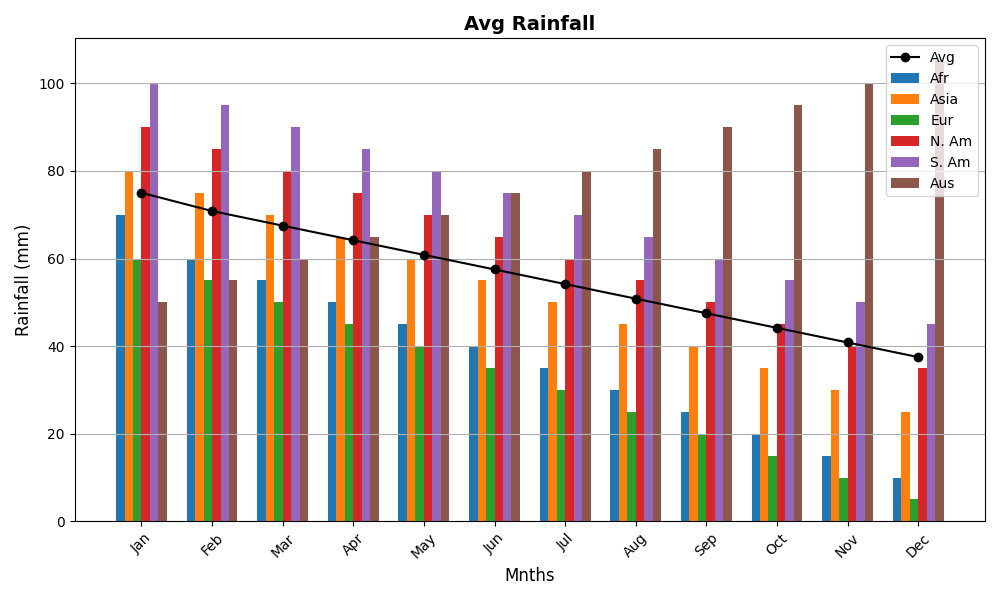 Avg Rainfall
Rainfall (mm)
100
80
60
40
20
0
Avg
Afr
Asia
Eur
N. Am
S. Am
Aus
Jan
Feb
Mar
Apr
May
Jun
Jul
Aug
Sep
Oct
Nov
Dec
Mnths